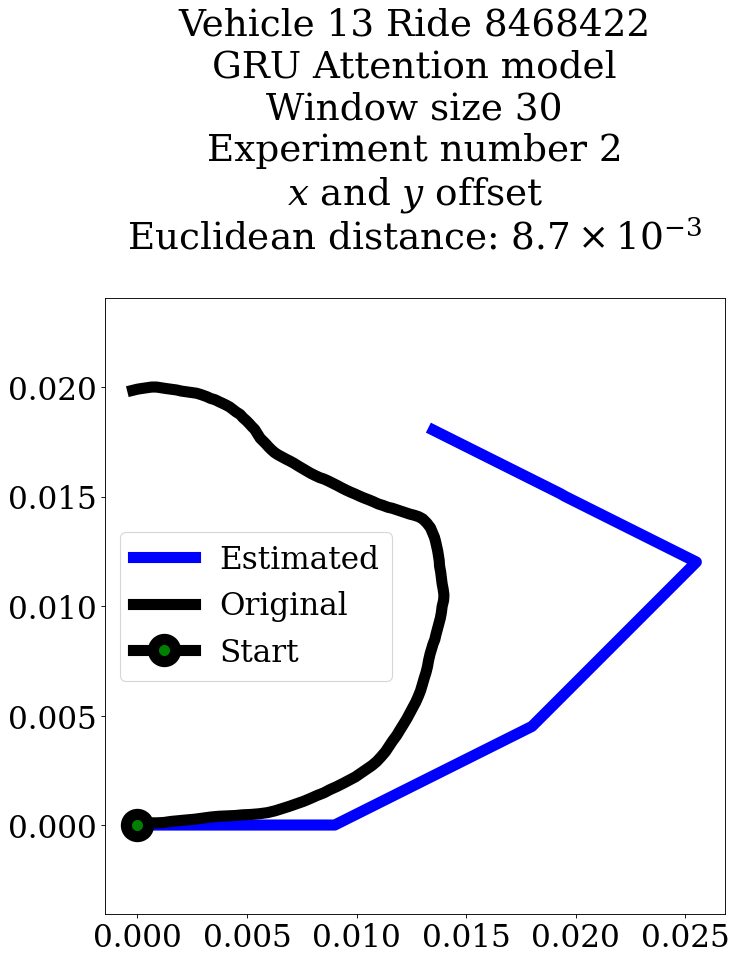 Vehicle 13 Ride 8468422
GRU Attention model
Window size 30
Experiment number 2
x and y offset
Euclidean distance: 8.7 × 10⁻³
0.020
0.015
0.010
0.005
0.000
Estimated
Original
Start
0.000 0.005 0.010 0.015 0.020 0.025